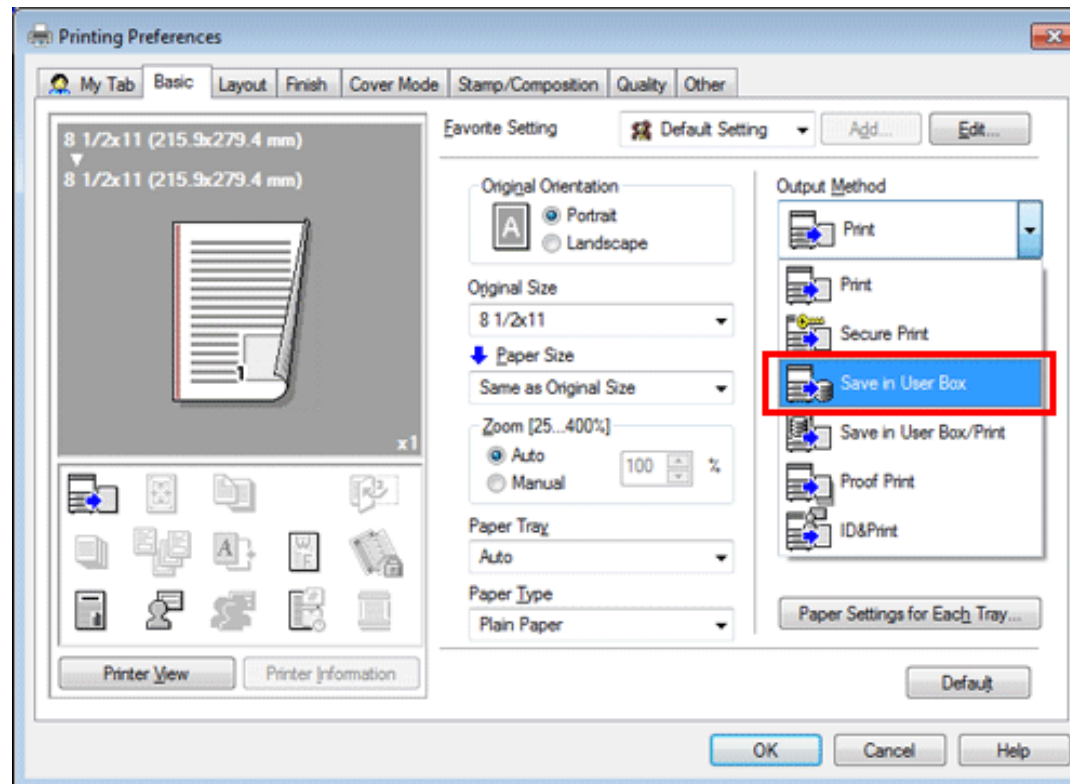 Printing Preferences
My Tab Basic Layout Finish Cover Mode Stamp/Composition Quality Other
8 1/2x11 (215.9x279.4 mm)
8 1/2x11 (215.9x279.4 mm)
1
x1
A
W
F
Printer View Printer Information
Favorite Setting Default Setting Add... Edit...
Original Orientation
A
Portrait
Landscape
Original Size
8 1/2x11
Paper Size
Same as Original Size
Zoom [25...400%]
Auto
Manual
100 %
Paper Tray
Auto
Paper Type
Plain Paper
Output Method
Print
Print
Secure Print
Save in User Box
Save in User Box/Print
Proof Print
ID&Print
Paper Settings for Each Tray...
Default
OK Cancel Help